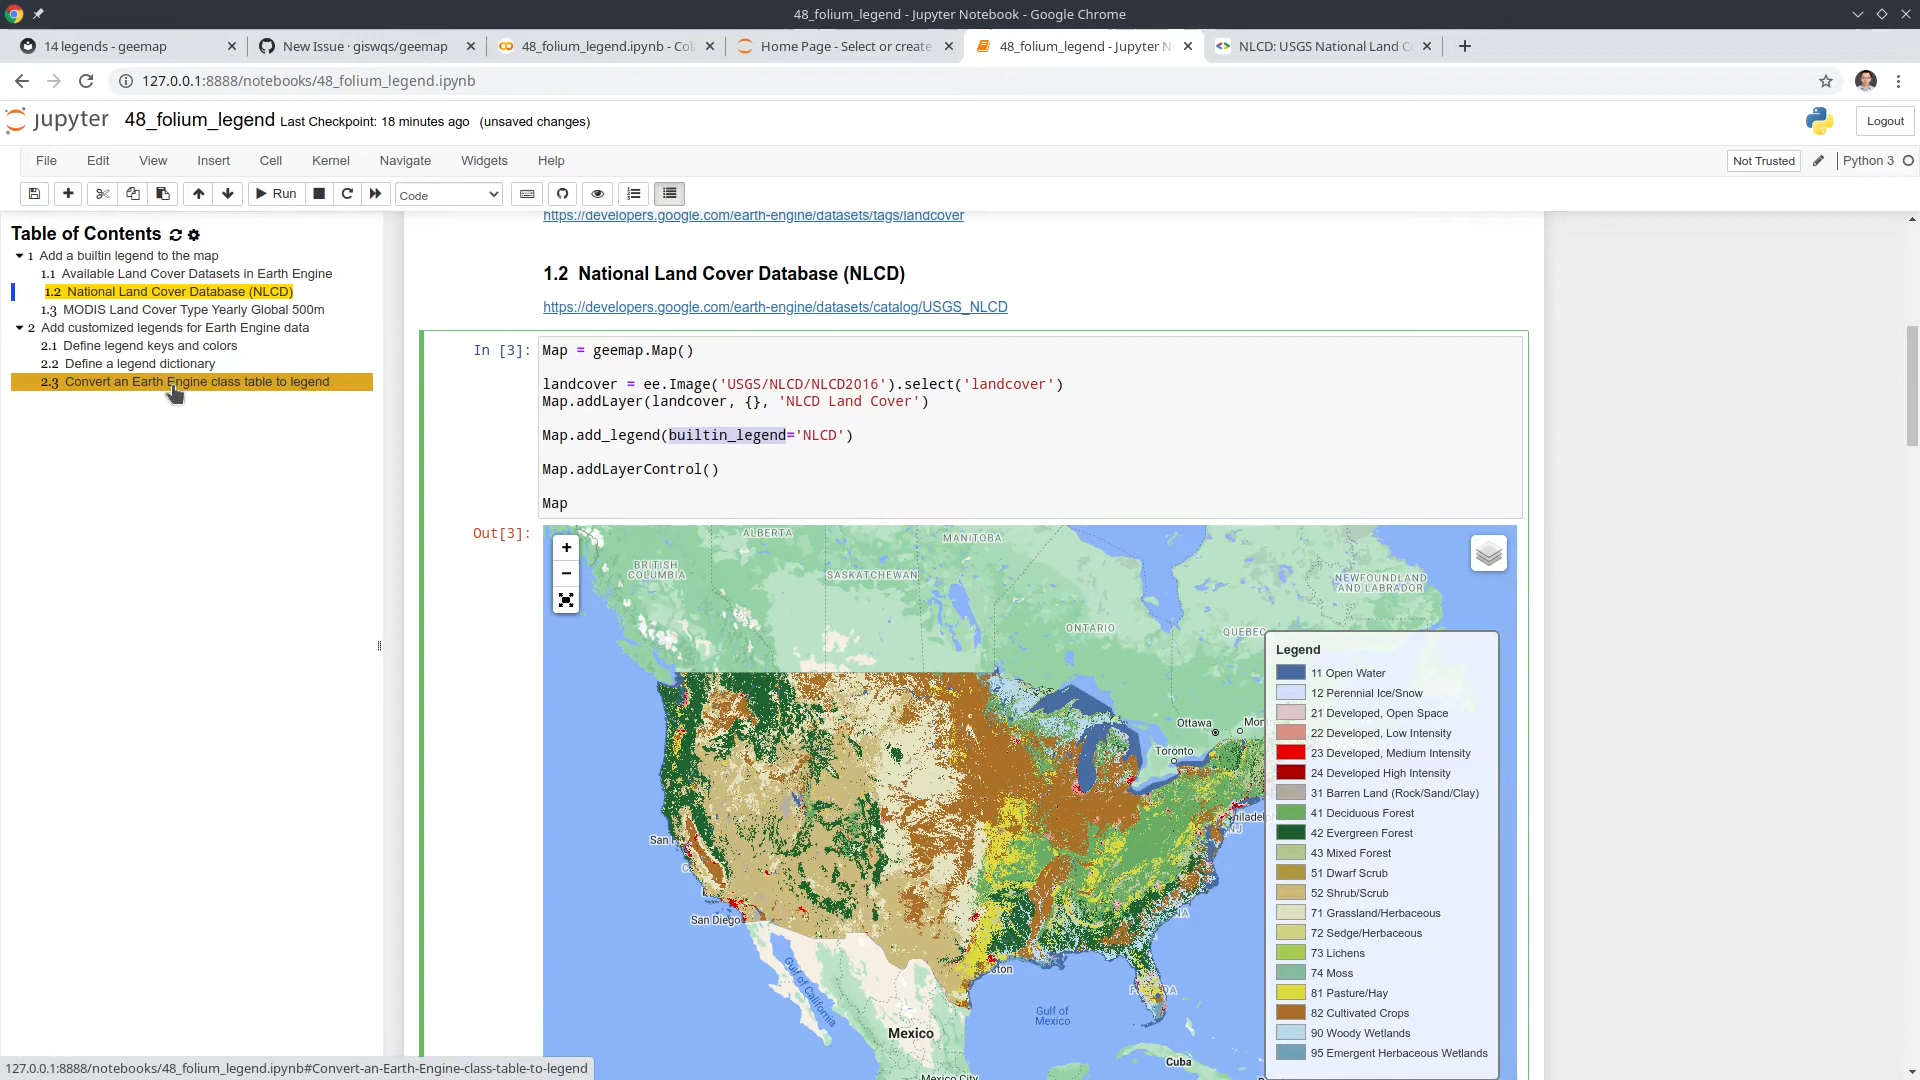 48_folium_legend - Jupyter Notebook - Google Chrome
14 legends - geemap
New Issue · giswqs/geemap
48_folium_legend.ipynb - Col
Home Page - Select or create
48_folium_legend - Jupyter N
NLCD: USGS National Land C
127.0.0.1:8888/notebooks/48_folium_legend.ipynb
jupyter 48_folium_legend Last Checkpoint: 18 minutes ago (unsaved changes)
Logout
File Edit View Insert Cell Kernel Navigate Widgets Help
Not Trusted
Python 3
Run
Code
Table of Contents
1 Add a builtin legend to the map
1.1 Available Land Cover Datasets in Earth Engine
1.2 National Land Cover Database (NLCD)
1.3 MODIS Land Cover Type Yearly Global 500m
2 Add customized legends for Earth Engine data
2.1 Define legend keys and colors
2.2 Define a legend dictionary
2.3 Convert an Earth Engine class table to legend
https://developers.google.com/earth-engine/datasets/tags/landcover
1.2 National Land Cover Database (NLCD)
https://developers.google.com/earth-engine/datasets/catalog/USGS_NLCD
In [3]:
Map = geemap.Map()
landcover = ee.Image('USGS/NLCD/NLCD2016').select('landcover')
Map.addLayer(landcover, {}, 'NLCD Land Cover')
Map.add_legend(builtin_legend='NLCD')
Map.addLayerControl()
Map
Out[3]:
+
−
ALBERTA
MANITOBA
BRITISH
COLUMBIA
SASKATCHEWAN
NEWFOUNDLAND
AND LABRADOR
ONTARIO
QUEBEC
Ottawa
Mon
Toronto
Philadelp
NJ
San
San Diego
ston
Gulf of California
Gulf of
Mexico
Mexico
Cuba
Mexico City
Legend
11 Open Water
12 Perennial Ice/Snow
21 Developed, Open Space
22 Developed, Low Intensity
23 Developed, Medium Intensity
24 Developed High Intensity
31 Barren Land (Rock/Sand/Clay)
41 Deciduous Forest
42 Evergreen Forest
43 Mixed Forest
51 Dwarf Scrub
52 Shrub/Scrub
71 Grassland/Herbaceous
72 Sedge/Herbaceous
73 Lichens
74 Moss
81 Pasture/Hay
82 Cultivated Crops
90 Woody Wetlands
95 Emergent Herbaceous Wetlands
127.0.0.1:8888/notebooks/48_folium_legend.ipynb#Convert-an-Earth-Engine-class-table-to-legend